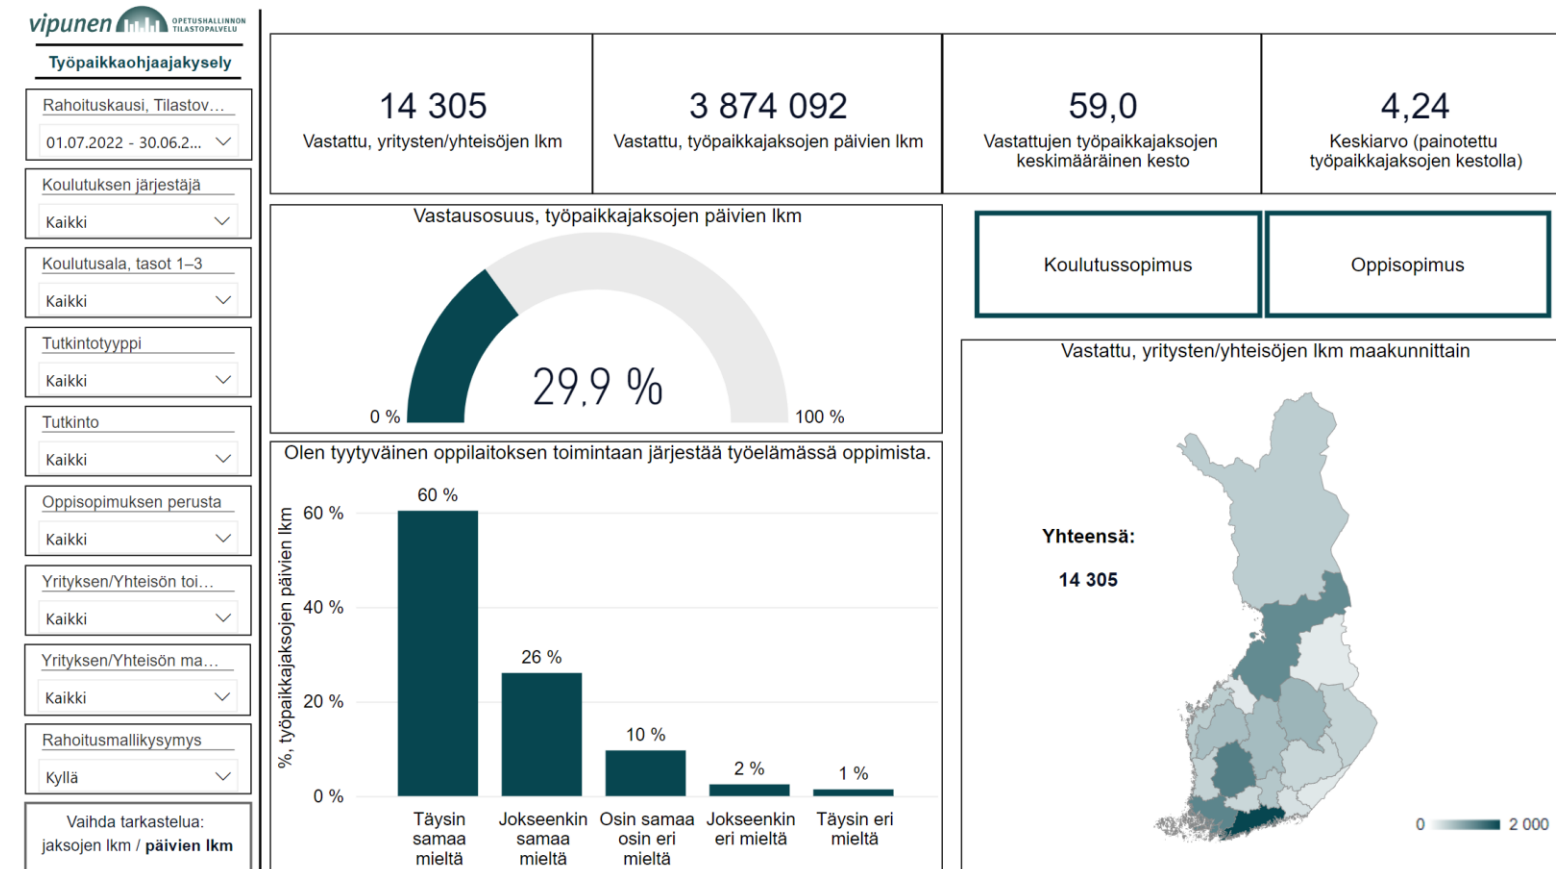 vipunen
OPETUSHALLINNON
TILASTOPALVELU
Työpaikkaohjaajakysely
Rahoituskausi, Tilastov…
01.07.2022 - 30.06.2...
Koulutuksen järjestäjä
Kaikki
Koulutusala, tasot 1–3
Kaikki
Tutkintotyyppi
Kaikki
Tutkinto
Kaikki
Oppisopimuksen perusta
Kaikki
Yrityksen/Yhteisön toi…
Kaikki
Yrityksen/Yhteisön ma…
Kaikki
Rahoitusmallikysymys
Kyllä
Vaihda tarkastelua:
jaksojen lkm / päivien lkm
14 305
Vastattu, yritysten/yhteisöjen lkm
3 874 092
Vastattu, työpaikkajaksojen päivien lkm
59,0
Vastattujen työpaikkajaksojen
keskimääräinen kesto
4,24
Keskiarvo (painotettu
työpaikkajaksojen kestolla)
Vastausosuus, työpaikkajaksojen päivien lkm
29,9 %
0 %
100 %
Koulutussopimus
Oppisopimus
Olen tyytyväinen oppilaitoksen toimintaan järjestää työelämässä oppimista.
%, työpaikkajaksojen päivien lkm
60 %
40 %
20 %
0 %
60 %
26 %
10 %
2 %
1 %
Täysin
samaa
mieltä
Jokseenkin
samaa
mieltä
Osin samaa
osin eri
mieltä
Jokseenkin
eri mieltä
Täysin eri
mieltä
Vastattu, yritysten/yhteisöjen lkm maakunnittain
Yhteensä:
14 305
0
2 000